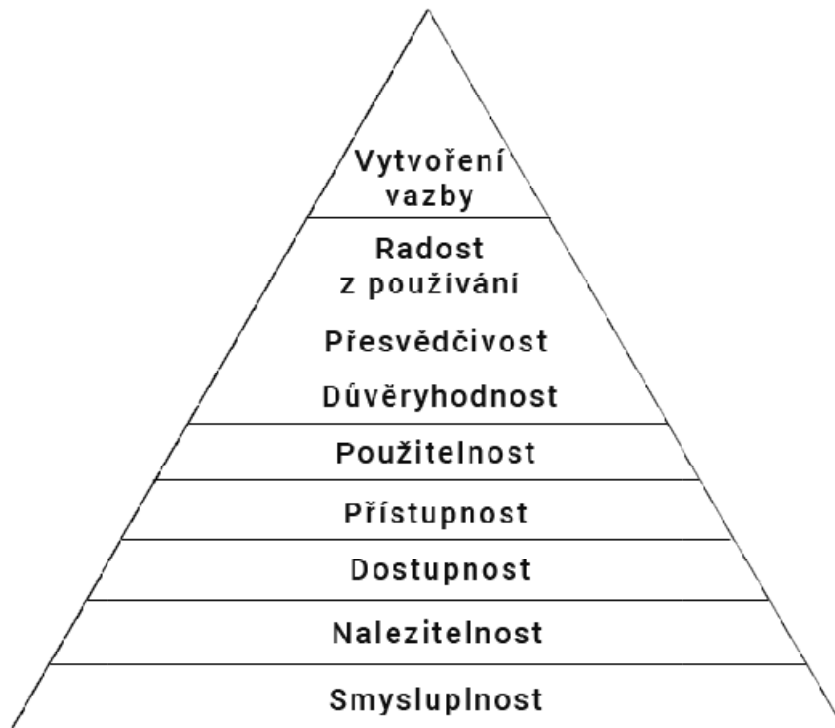 Vytvoření
vazby
Radost
z používání
Přesvědčivost
Důvěryhodnost
Použitelnost
Přístupnost
Dostupnost
Nalezitelnost
Smysluplnost